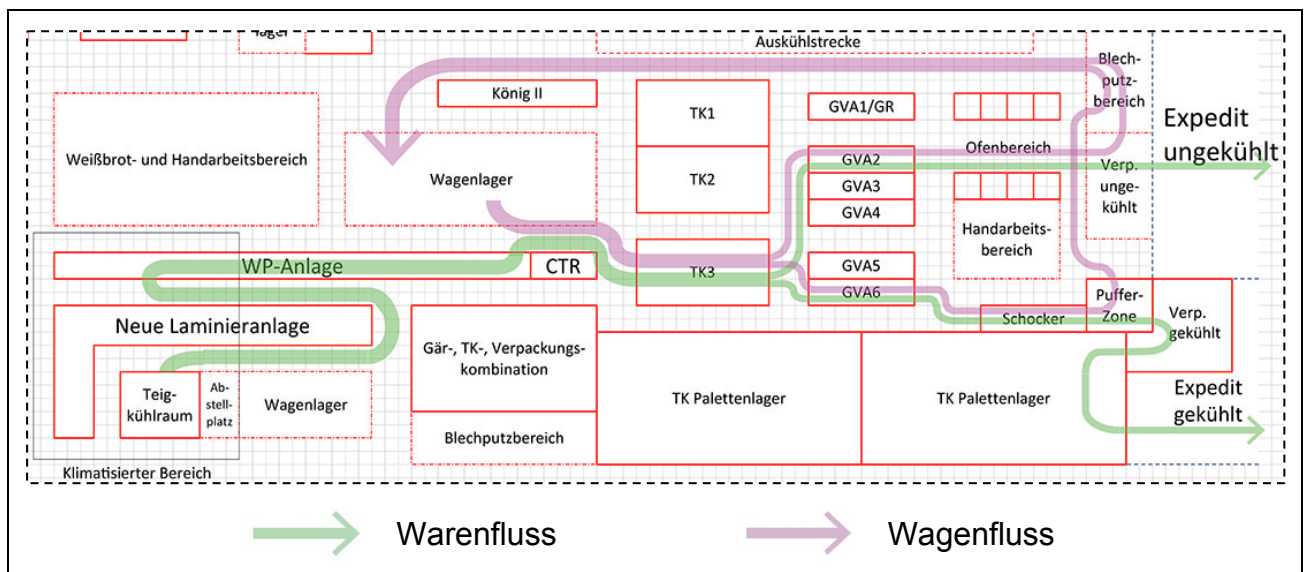 lager
Auskühlstrecke
Blech-
putz-
bereich
König II
TK1
GVA1/GR
Expedit
ungekühlt
Weißbrot- und Handarbeitsbereich
Wagenlager
TK2
GVA2
GVA3
GVA4
Ofenbereich
Verp.
unge-
kühlt
Handarbeits-
bereich
WP-Anlage
CTR
TK3
GVA5
GVA6
Schocker
Puffer-
Zone
Verp.
gekühlt
Neue Laminieranlage
Gär-, TK-, Verpackungs-
kombination
Teig-
kühlraum
Ab-
stell-
platz
Wagenlager
TK Palettenlager
TK Palettenlager
Expedit
gekühlt
Blechputzbereich
Klimatisierter Bereich
Warenfluss
Wagenfluss